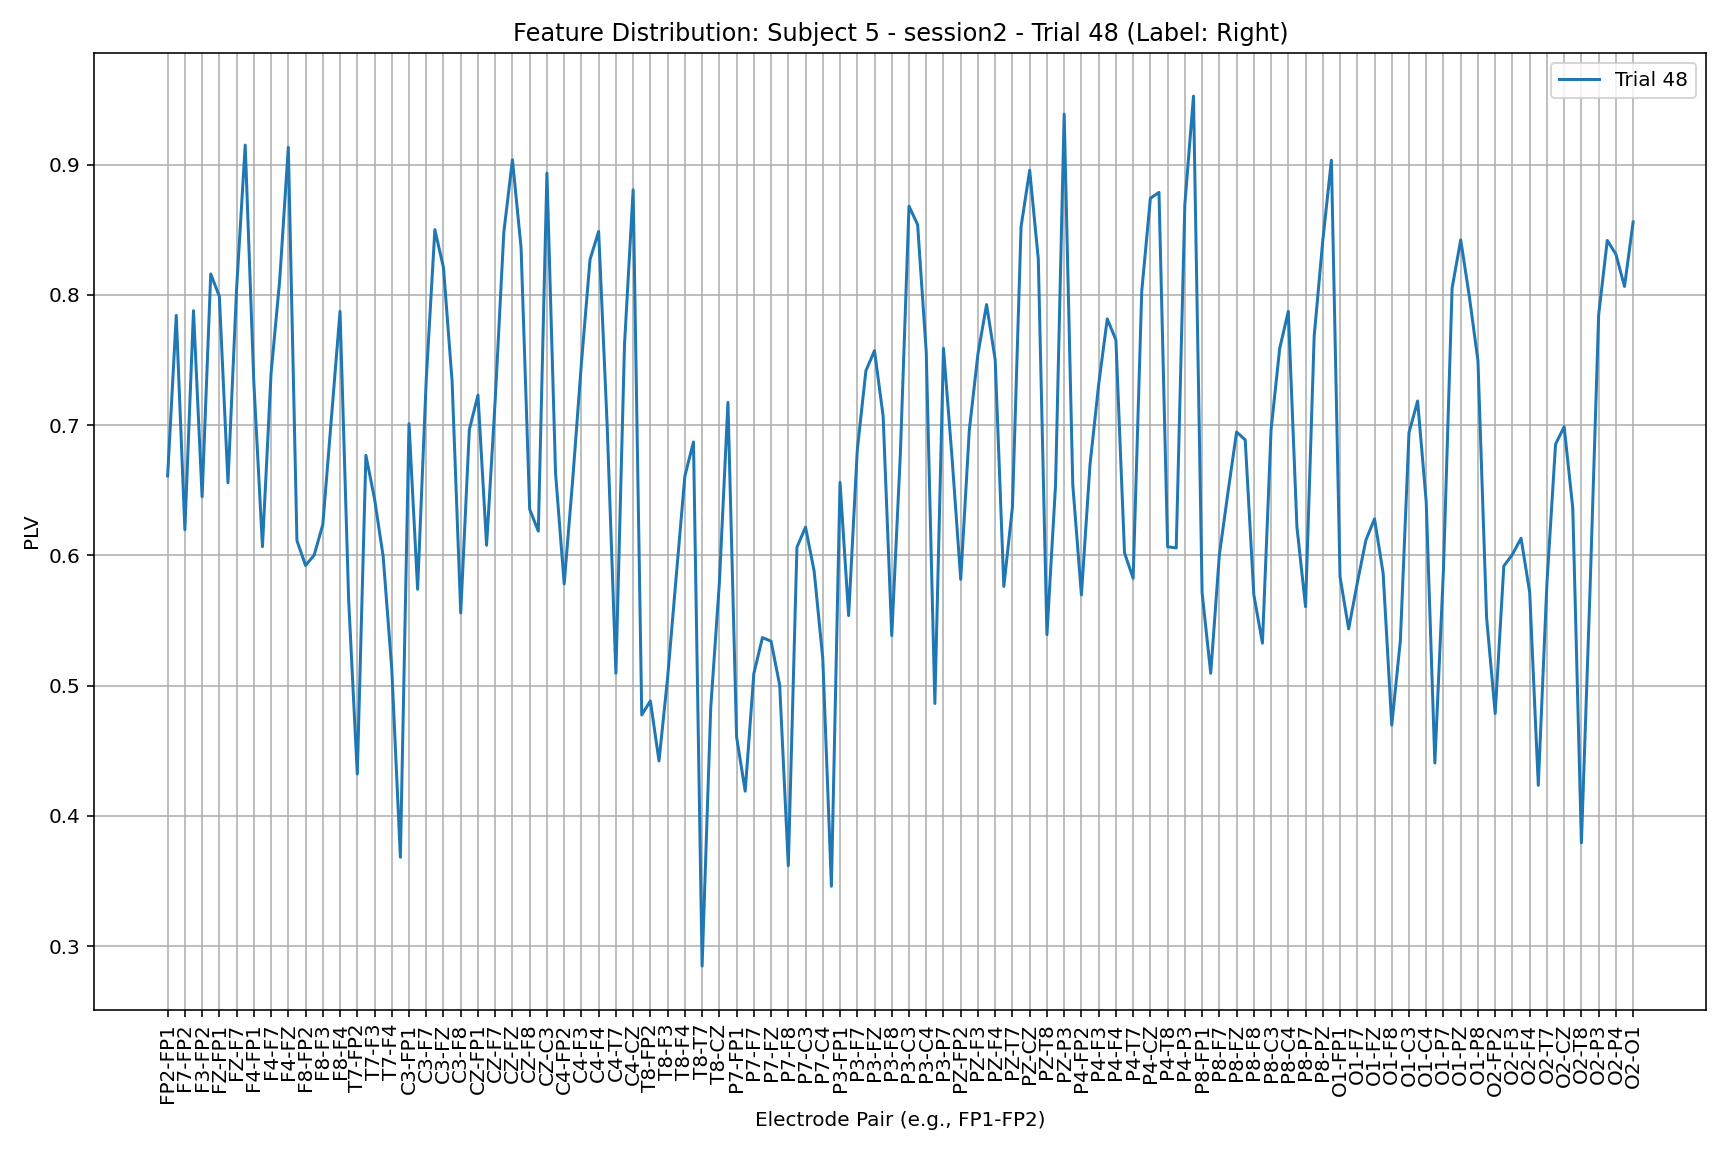 Feature Distribution: Subject 5 - session2 - Trial 48 (Label: Right)
Trial 48
PLV
0.9
0.8
0.7
0.6
0.5
0.4
0.3
FP2-FP1
F7-FP2
F3-FP2
FZ-FP1
FZ-F7
F4-FP1
F4-F7
F4-FZ
F8-FP2
F8-F3
F8-F4
T7-FP2
T7-F3
T7-F4
C3-FP1
C3-F7
C3-FZ
C3-F8
CZ-FP1
CZ-F7
CZ-FZ
CZ-F8
CZ-C3
C4-FP2
C4-F3
C4-F4
C4-T7
C4-CZ
T8-FP2
T8-F3
T8-F4
T8-T7
T8-CZ
P7-FP1
P7-F7
P7-FZ
P7-F8
P7-C3
P7-C4
P3-FP1
P3-F7
P3-FZ
P3-F8
P3-C3
P3-C4
P3-P7
PZ-FP2
PZ-F3
PZ-F4
PZ-T7
PZ-CZ
PZ-T8
PZ-P3
P4-FP2
P4-F3
P4-F4
P4-T7
P4-CZ
P4-T8
P4-P3
P8-FP1
P8-F7
P8-FZ
P8-F8
P8-C3
P8-C4
P8-P7
P8-PZ
O1-FP1
O1-F7
O1-FZ
O1-F8
O1-C3
O1-C4
O1-P7
O1-PZ
O1-P8
O2-FP2
O2-F3
O2-F4
O2-T7
O2-CZ
O2-T8
O2-P3
O2-P4
O2-O1
Electrode Pair (e.g., FP1-FP2)